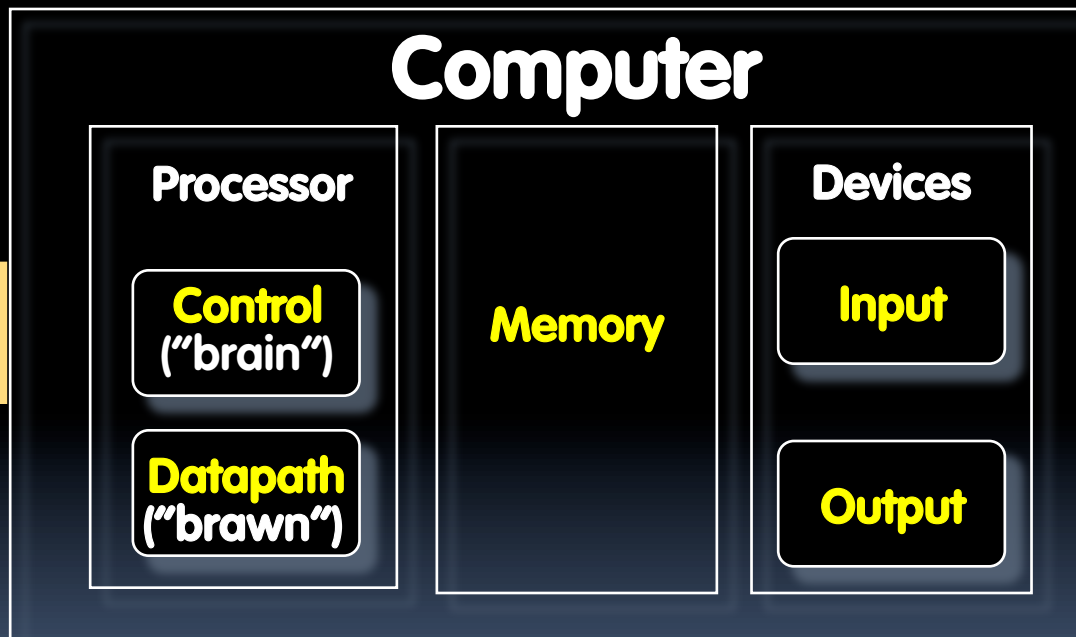 Computer
Processor
Control
("brain")
Datapath
("brawn")
Memory
Devices
Input
Output